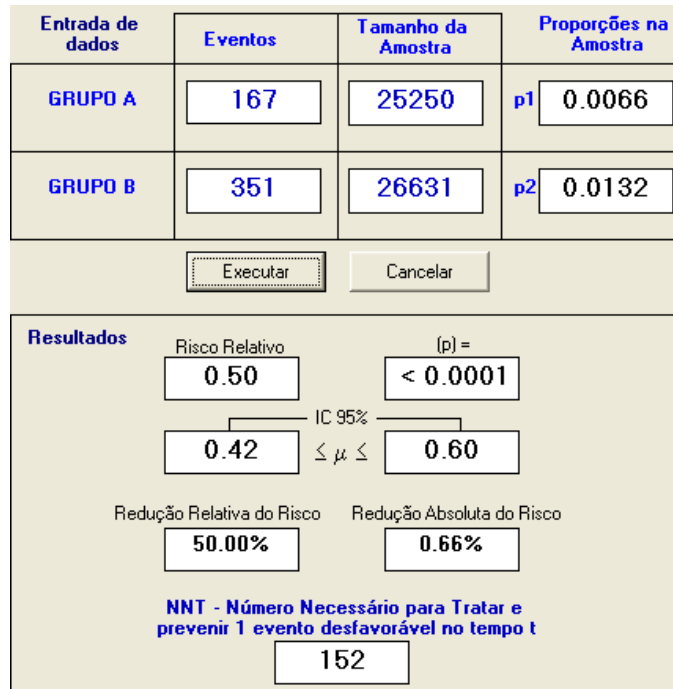 Entrada de dados
Eventos
Tamanho da Amostra
Proporções na Amostra
GRUPO A
167
25250
p1 0.0066
GRUPO B
351
26631
p2 0.0132
Executar
Cancelar
Resultados
Risco Relativo
(p) =
0.50
< 0.0001
IC 95%
0.42 ≤ μ ≤ 0.60
Redução Relativa do Risco
Redução Absoluta do Risco
50.00%
0.66%
NNT - Número Necessário para Tratar e
prevenir 1 evento desfavorável no tempo t
152